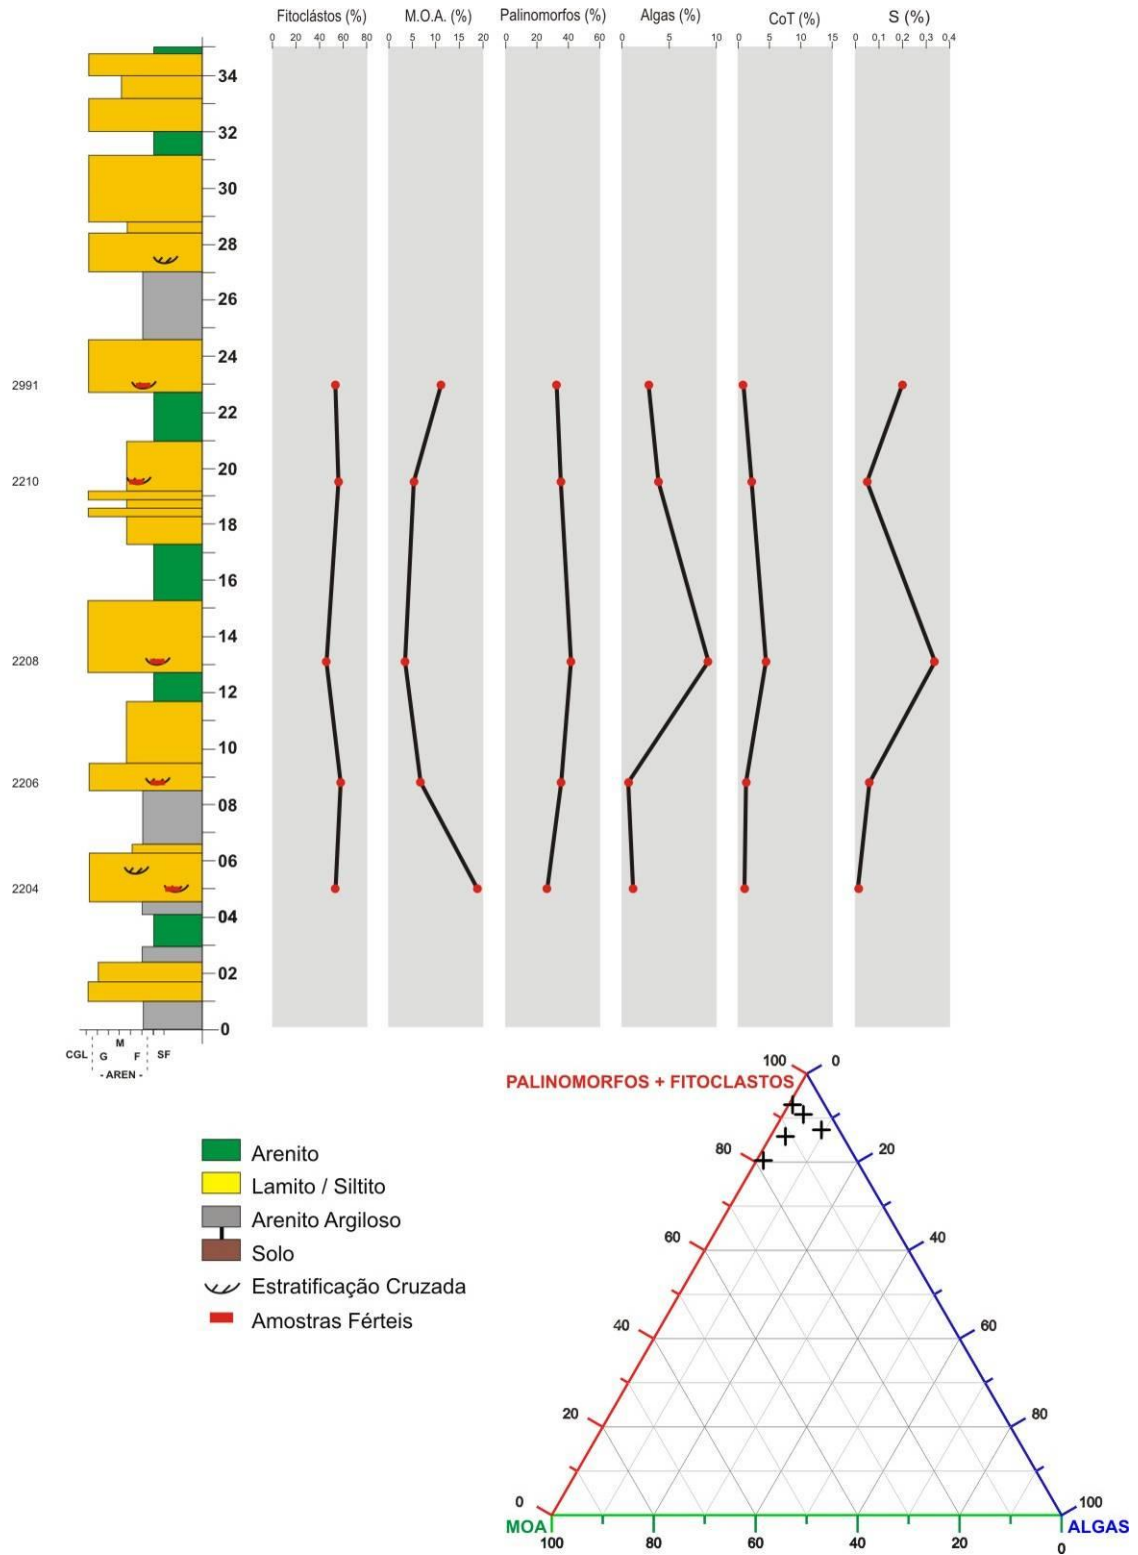 Fitoclástos (%) M.O.A. (%) Palinomorfos (%) Algas (%) CoT (%) S (%)
0 20 40 60 80 0 5 10 15 20 0 20 40 60 0 5 10 0 5 10 15 0 0,1 0,2 0,3 0,4
34
32
30
28
26
24
2991
22
20
2210
18
16
14
2208
12
10
2206
08
06
2204
04
02
0
M
CGL G F SF
- AREN -
100 0
PALINOMORFOS + FITOCLASTOS
Arenito
80 20
Lamito / Siltito
Arenito Argiloso
Solo
60 40
Estratificação Cruzada
Amostras Férteis
40 60
20 80
0 100
MOA ALGAS
100 80 60 40 20 0